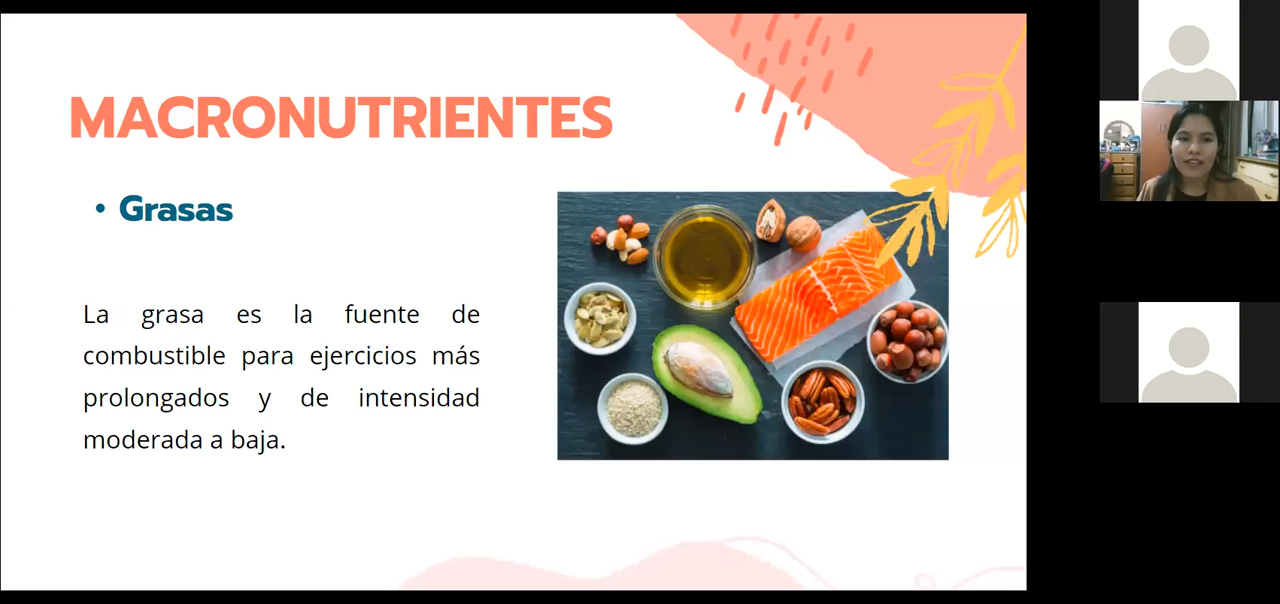 MACRONUTRIENTES
• Grasas
La grasa es la fuente de
combustible para ejercicios más
prolongados y de intensidad
moderada a baja.